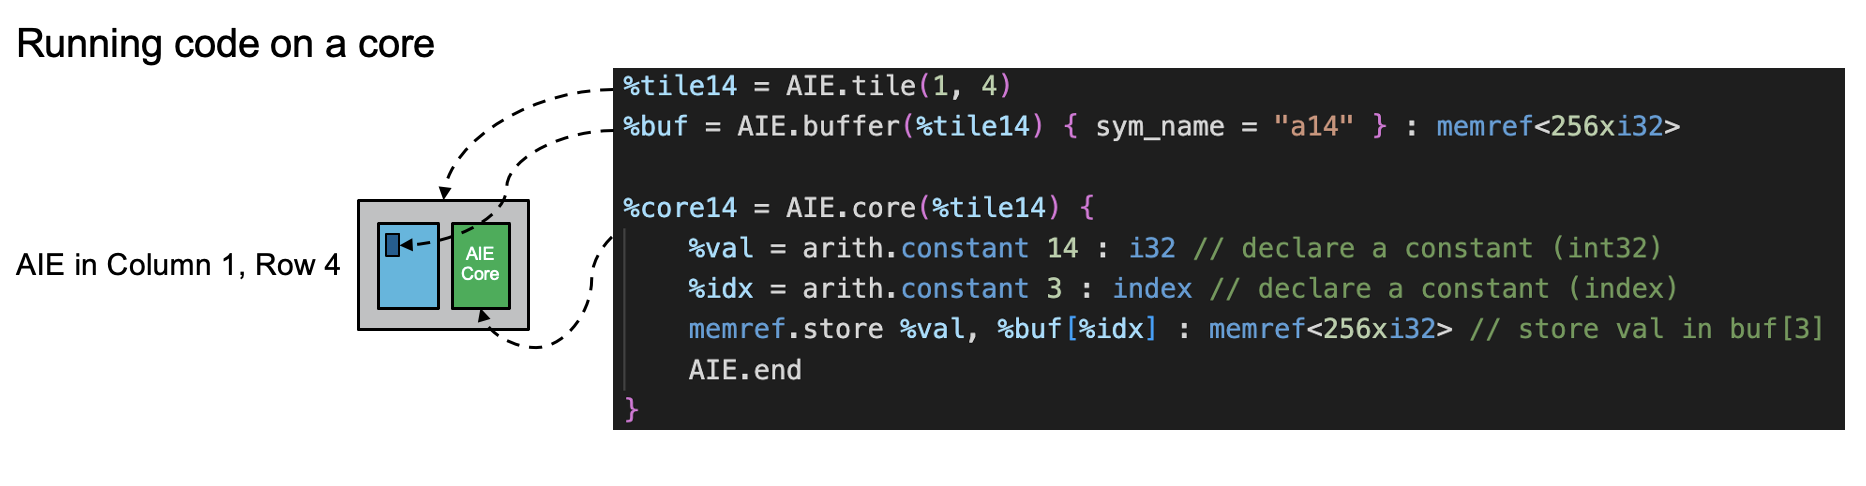 Running code on a core
%tile14 = AIE.tile(1, 4)
%buf = AIE.buffer(%tile14) { sym_name = "a14" } : memref<256xi32>
%core14 = AIE.core(%tile14) {
%val = arith.constant 14 : i32 // declare a constant (int32)
%idx = arith.constant 3 : index // declare a constant (index)
memref.store %val, %buf[%idx] : memref<256xi32> // store val in buf[3]
AIE.end
}
AIE in Column 1, Row 4
AIE
Core